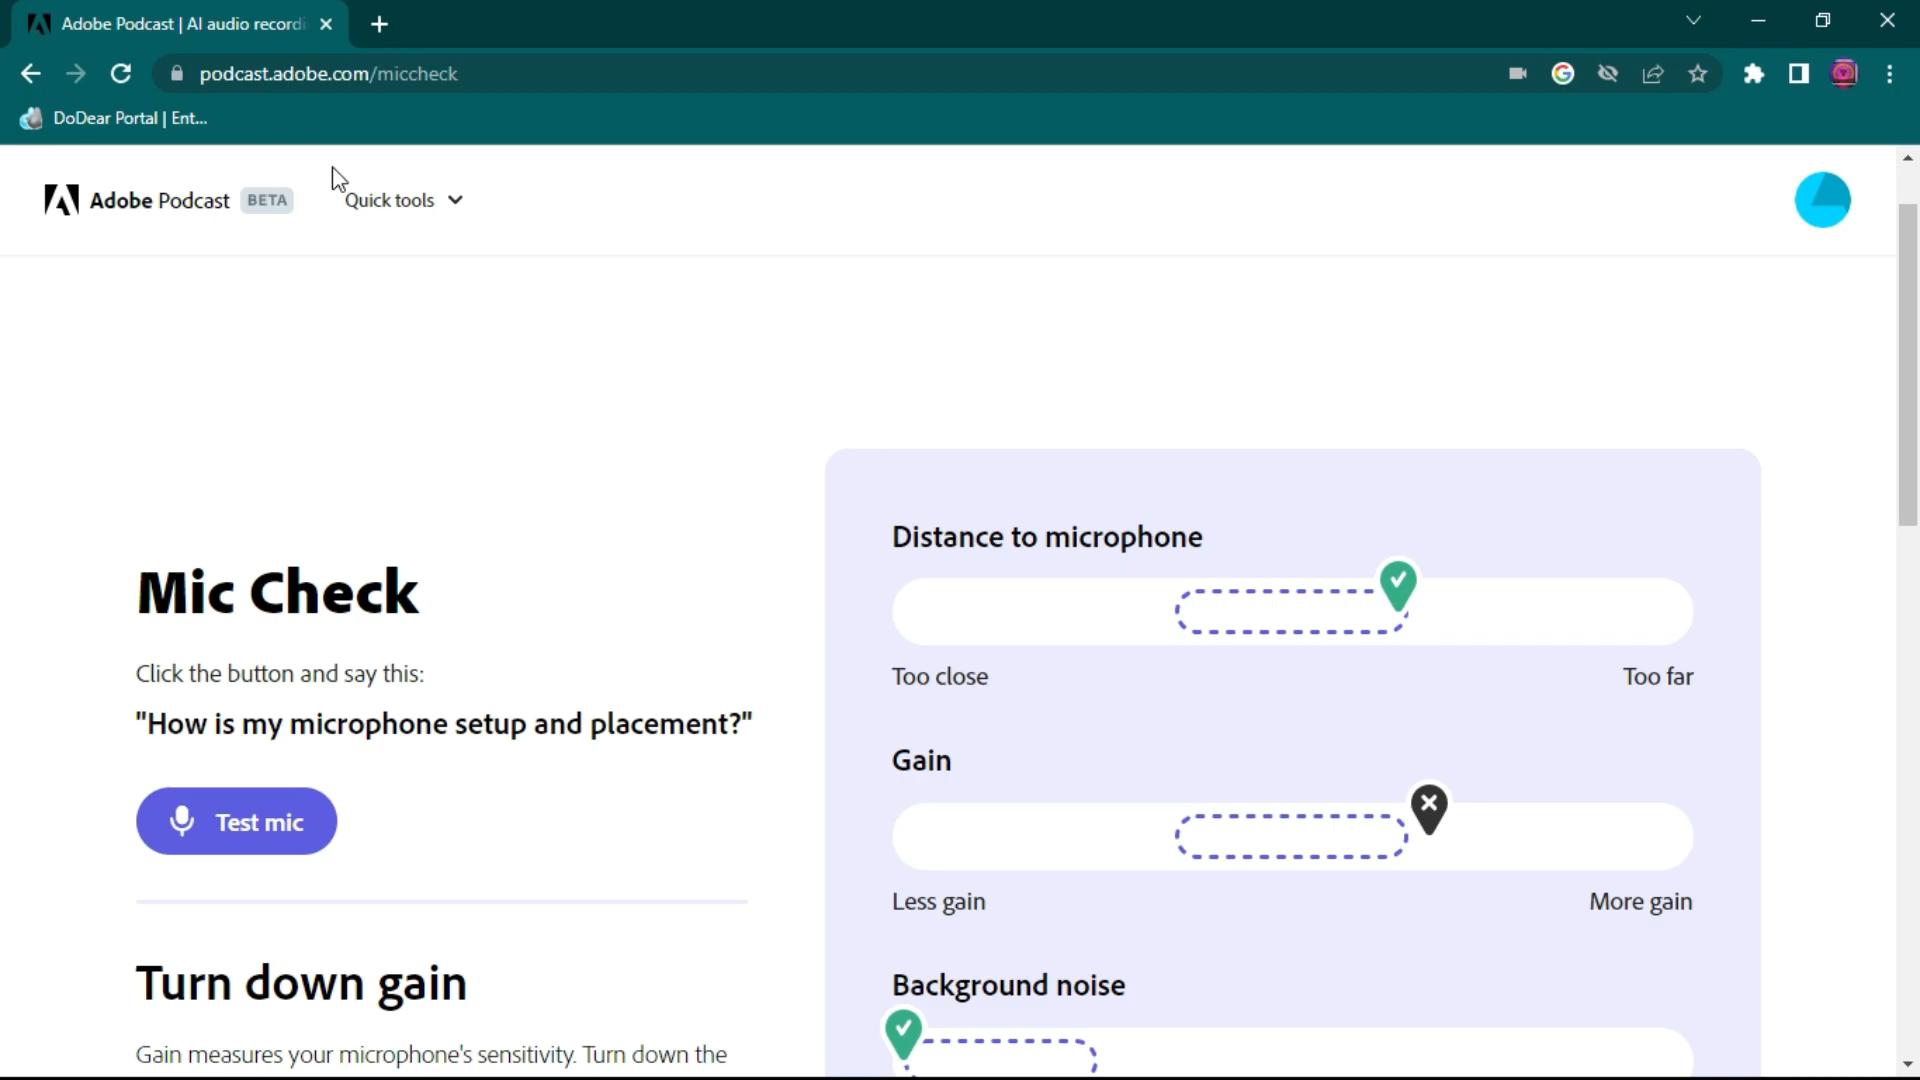 Adobe Podcast | AI audio recordi
podcast.adobe.com/miccheck
DoDear Portal | Ent...
Adobe Podcast BETA
Quick tools
Mic Check
Click the button and say this:
"How is my microphone setup and placement?"
Test mic
Turn down gain
Gain measures your microphone's sensitivity. Turn down the
Distance to microphone
Too close
Too far
Gain
Less gain
More gain
Background noise